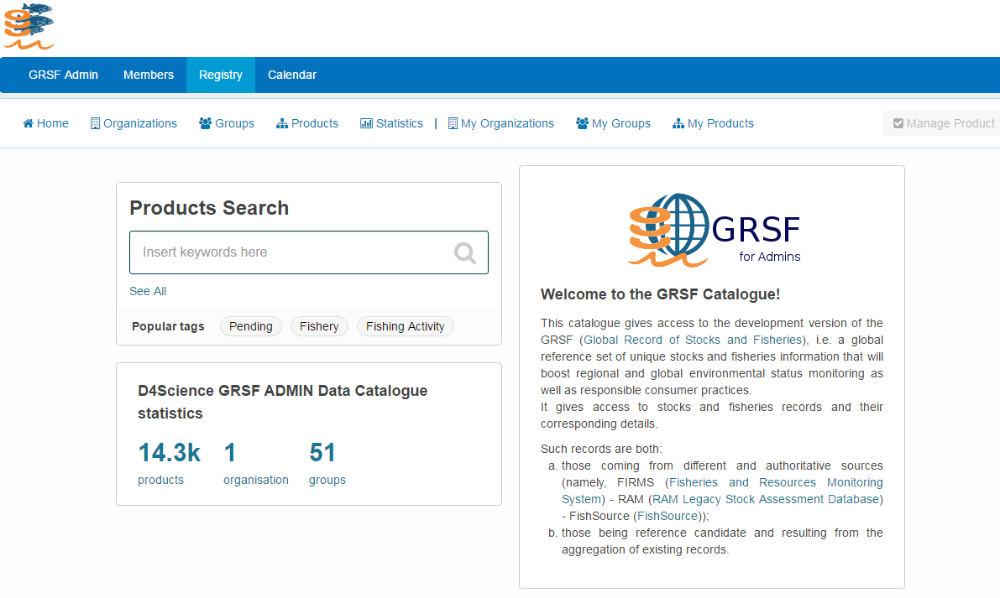 GRSF Admin Members Registry Calendar
Home Organizations Groups Products Statistics | My Organizations My Groups My Products Manage Product
Products Search
Insert keywords here
See All
Popular tags Pending Fishery Fishing Activity
D4Science GRSF ADMIN Data Catalogue
statistics
14.3k 1 51
products organisation groups
GRSF
for Admins
Welcome to the GRSF Catalogue!
This catalogue gives access to the development version of the
GRSF (Global Record of Stocks and Fisheries), i.e. a global
reference set of unique stocks and fisheries information that will
boost regional and global environmental status monitoring as
well as responsible consumer practices.
It gives access to stocks and fisheries records and their
corresponding details.
Such records are both:
a. those coming from different and authoritative sources
(namely, FIRMS (Fisheries and Resources Monitoring
System) - RAM (RAM Legacy Stock Assessment Database)
- FishSource (FishSource));
b. those being reference candidate and resulting from the
aggregation of existing records.